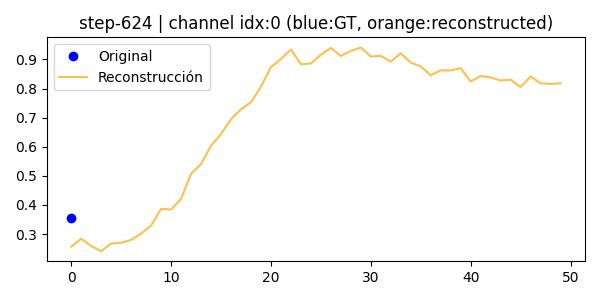 step-624 | channel idx:0 (blue:GT, orange:reconstructed)
Original
Reconstrucción
0.9
0.8
0.7
0.6
0.5
0.4
0.3
0 10 20 30 40 50